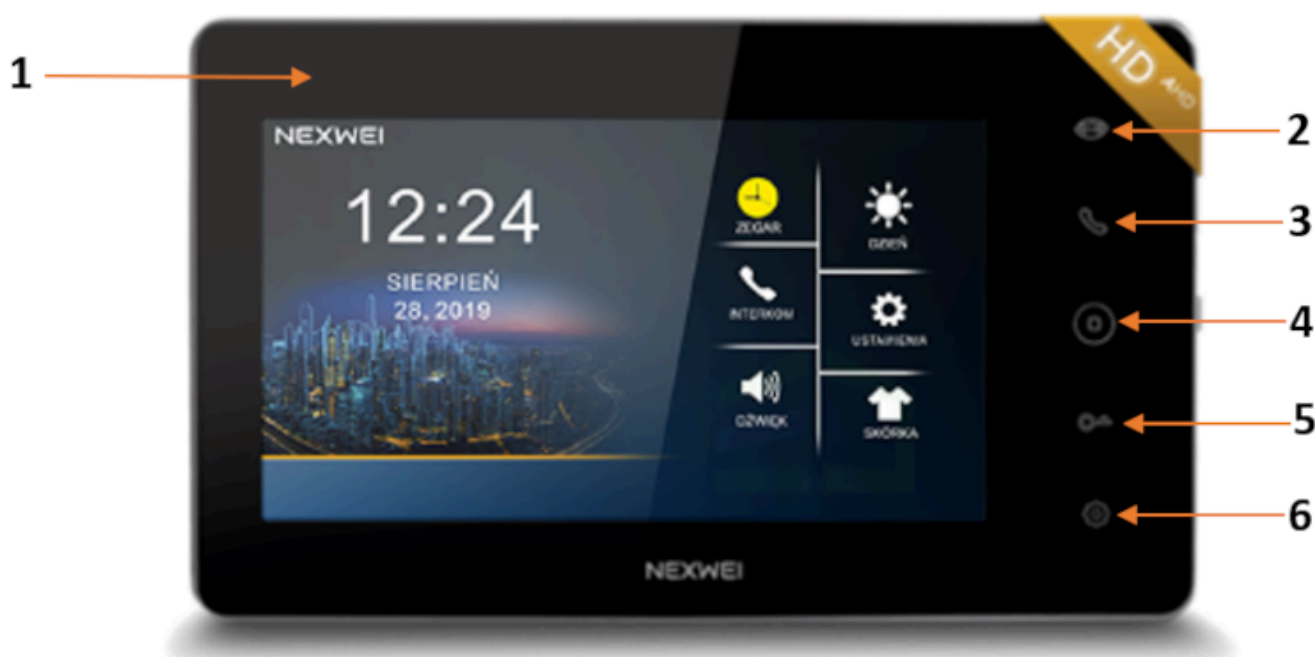 1
HD AHD
2
NEXWEI
12:24
SIERPIEŃ
28, 2019
ZEGAR
DZIEŃ
3
INTERKOM
USTAWIENIA
4
DŹWIĘK
SKÓRKA
5
6
NEXWEI